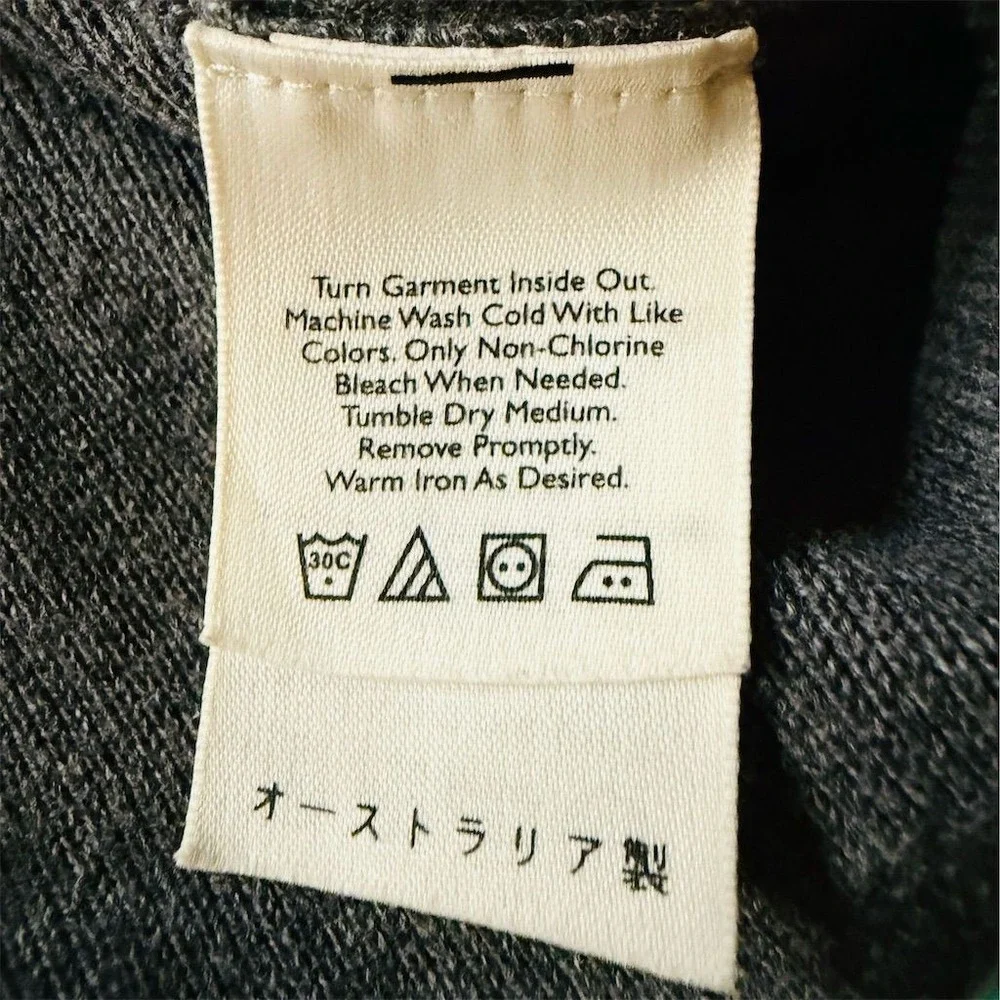 Turn Garment Inside Out.
Machine Wash Cold With Like
Colors. Only Non-Chlorine
Bleach When Needed.
Tumble Dry Medium.
Remove Promptly.
Warm Iron As Desired.
30C
オーストラリア製